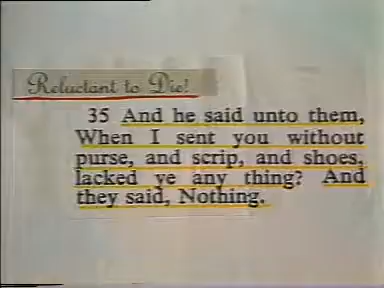 Reluctant to Die!
35 And he said unto them,
When I sent you without
purse, and scrip, and shoes,
lacked ye any thing? And
they said, Nothing.